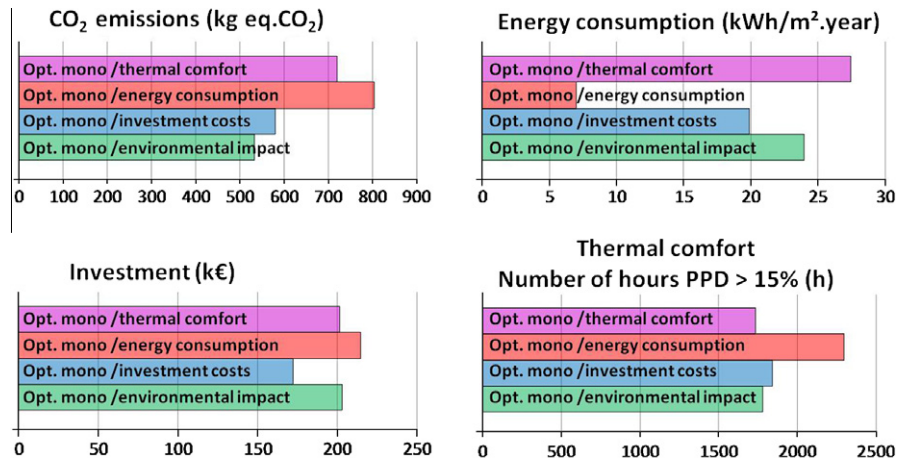 CO₂ emissions (kg eq.CO₂)
Opt. mono /thermal comfort
Opt. mono /energy consumption
Opt. mono /investment costs
Opt. mono /environmental impact
0 100 200 300 400 500 600 700 800 900
Energy consumption (kWh/m².year)
Opt. mono /thermal comfort
Opt. mono /energy consumption
Opt. mono /investment costs
Opt. mono /environmental impact
0 5 10 15 20 25 30
Investment (k€)
Opt. mono /thermal comfort
Opt. mono /energy consumption
Opt. mono /investment costs
Opt. mono /environmental impact
0 50 100 150 200 250
Thermal comfort
Number of hours PPD > 15% (h)
Opt. mono /thermal comfort
Opt. mono /energy consumption
Opt. mono /investment costs
Opt. mono /environmental impact
0 500 1000 1500 2000 2500